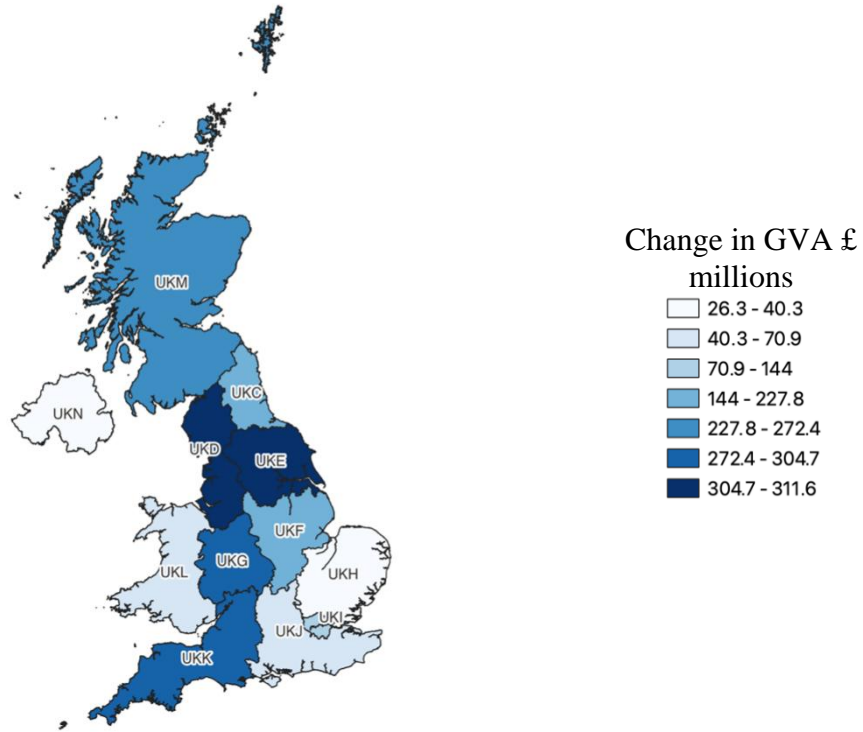 UKM
UKC
UKN
UKD
UKE
UKF
UKG
UKL
UKH
UKI
UKJ
UKK
Change in GVA £
millions
26.3 - 40.3
40.3 - 70.9
70.9 - 144
144 - 227.8
227.8 - 272.4
272.4 - 304.7
304.7 - 311.6